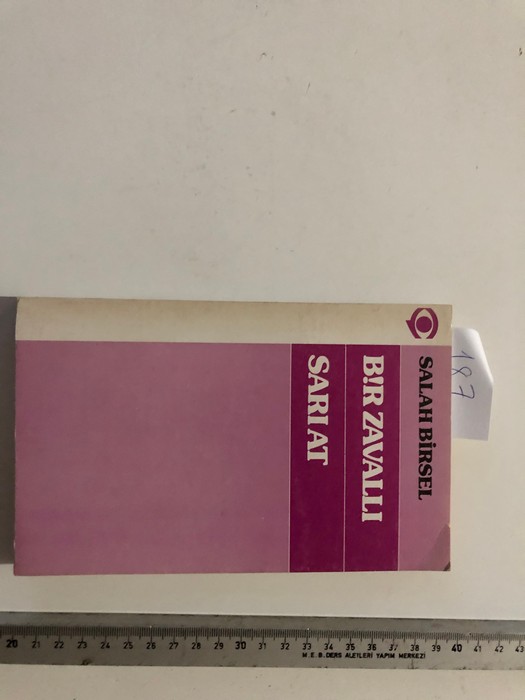 SALAH BİRSEL
BİR ZAVALLI
SARI AT
187
20 21 22 23 24 25 26 27 28 29 30 31 32 33 34 35 36 37 38 39 40 41 42 43
M.E.B. DERS ALETLERİ YAPIM MERKEZİ